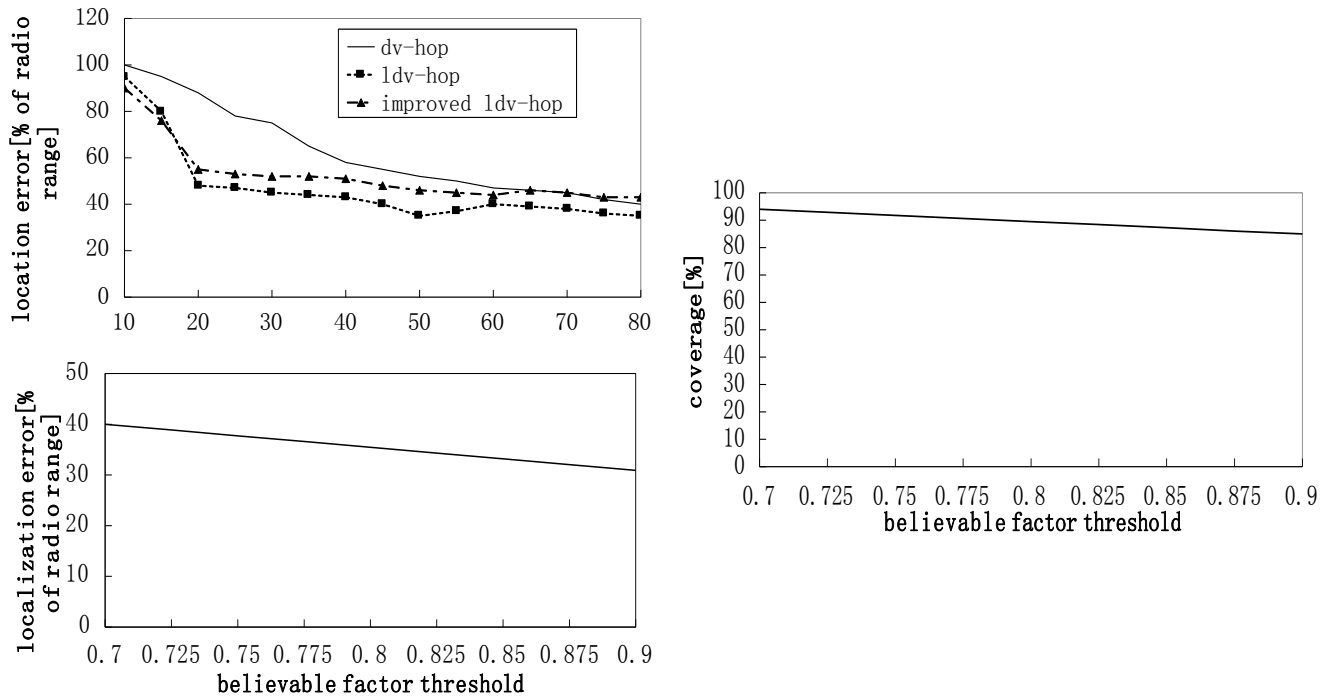 location error[% of radio
range]
120
100
80
60
40
20
0
dv-hop
ldv-hop
improved ldv-hop
10 20 30 40 50 60 70 80
localization error[%
of radio range]
50
40
30
20
10
0
0.7 0.725 0.75 0.775 0.8 0.825 0.85 0.875 0.9
believable factor threshold
coverage[%]
100
90
80
70
60
50
40
30
20
10
0
0.7 0.725 0.75 0.775 0.8 0.825 0.85 0.875 0.9
believable factor threshold